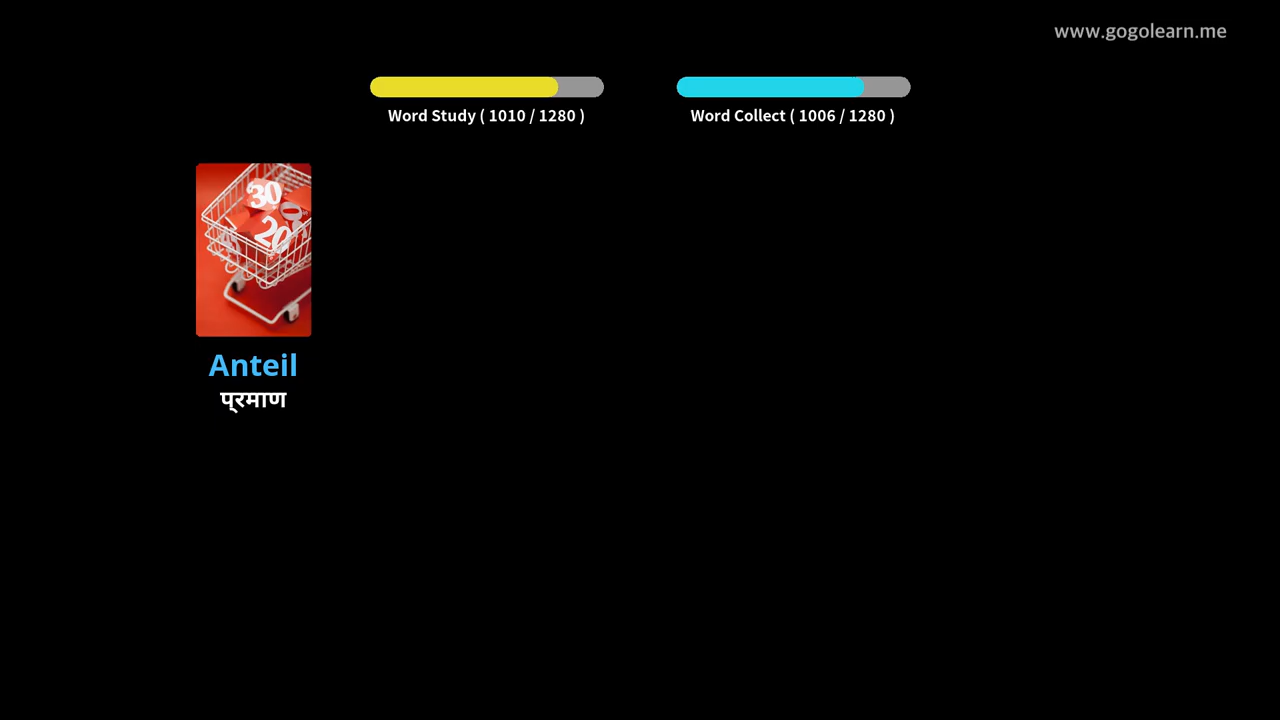 www.gogolearn.me
Word Study ( 1010 / 1280 )
Word Collect ( 1006 / 1280 )
30
20
Anteil
प्रमाण